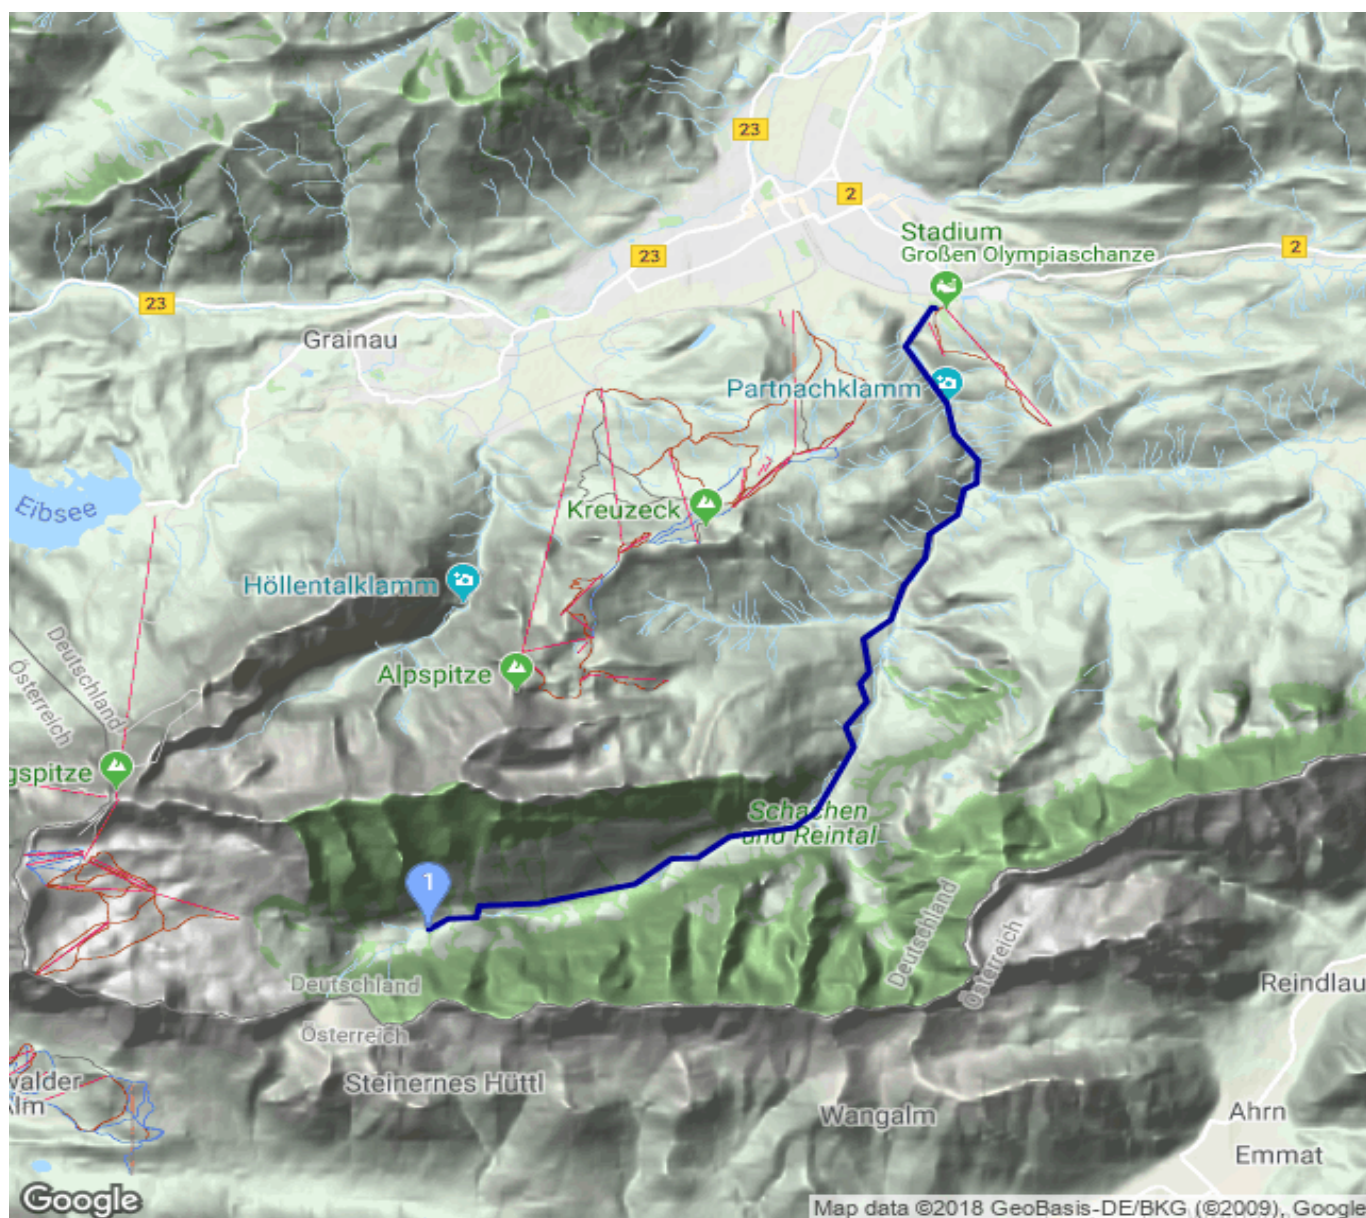 23
2
Stadium
Großen Olympiaschanze
23
2
23
Grainau
Partnachklamm
Eibsee
Kreuzeck
Höllentalklamm
Deutschland
Österreich
Alpspitze
gspitze
Schachen
und Reintal
1
Deutschland
Österreich
Deutschland
Österreich
Reindlau
Steinernes Hüttl
walder
Alm
Wangalm
Ahrn
Emmat
Google
Map data ©2018 GeoBasis-DE/BKG (©2009), Google